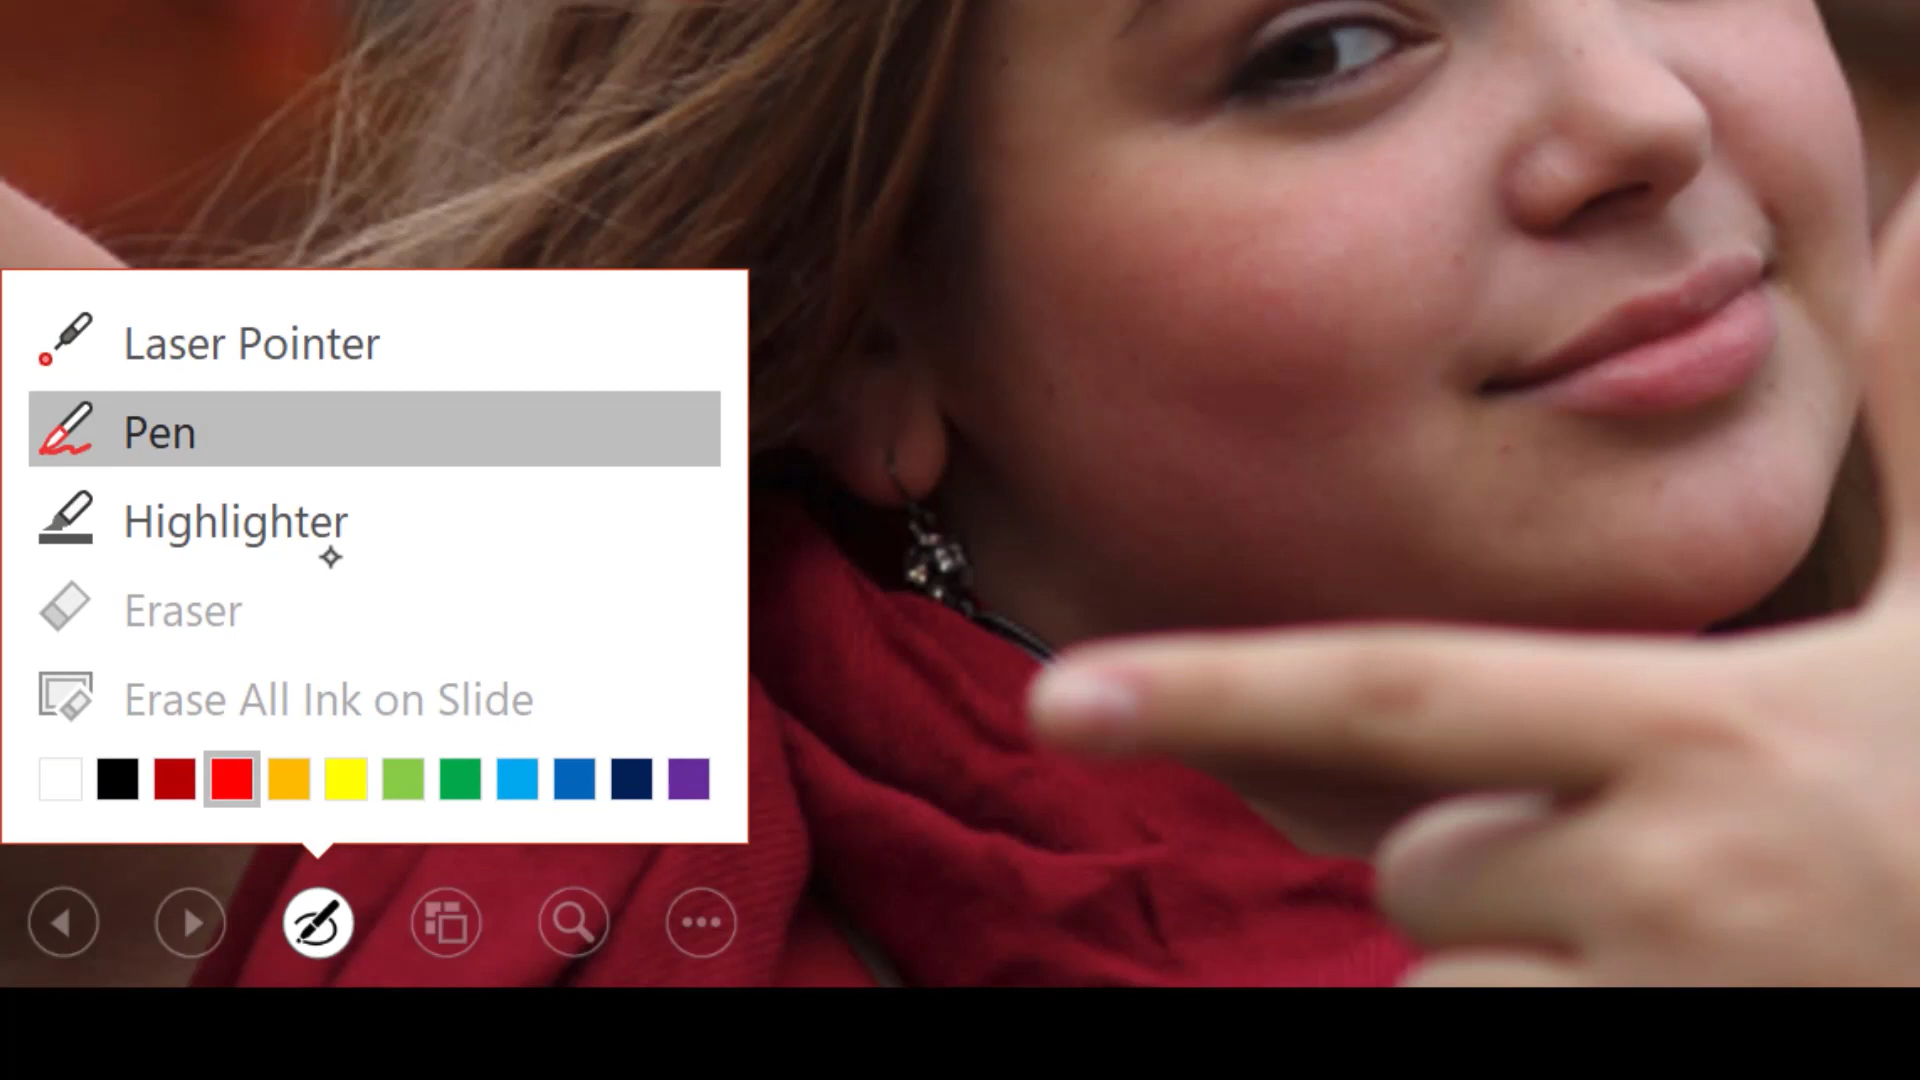 Laser Pointer
Pen
Highlighter
Eraser
Erase All Ink on Slide